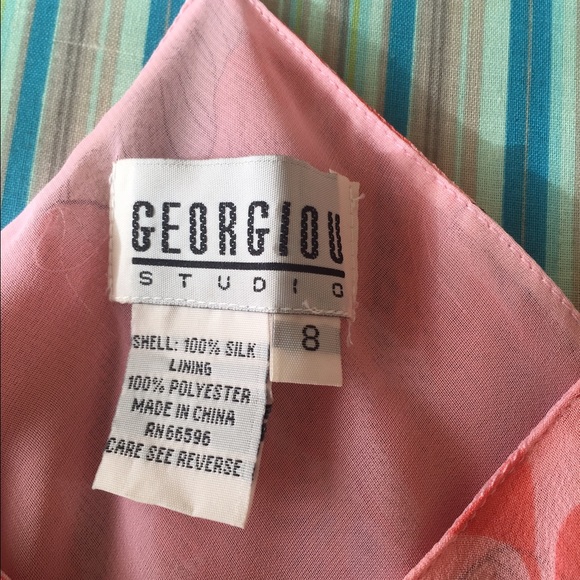 GEORGIOU
STUDIO
8
SHELL: 100% SILK
LINING
100% POLYESTER
MADE IN CHINA
RN66596
CARE SEE REVERSE